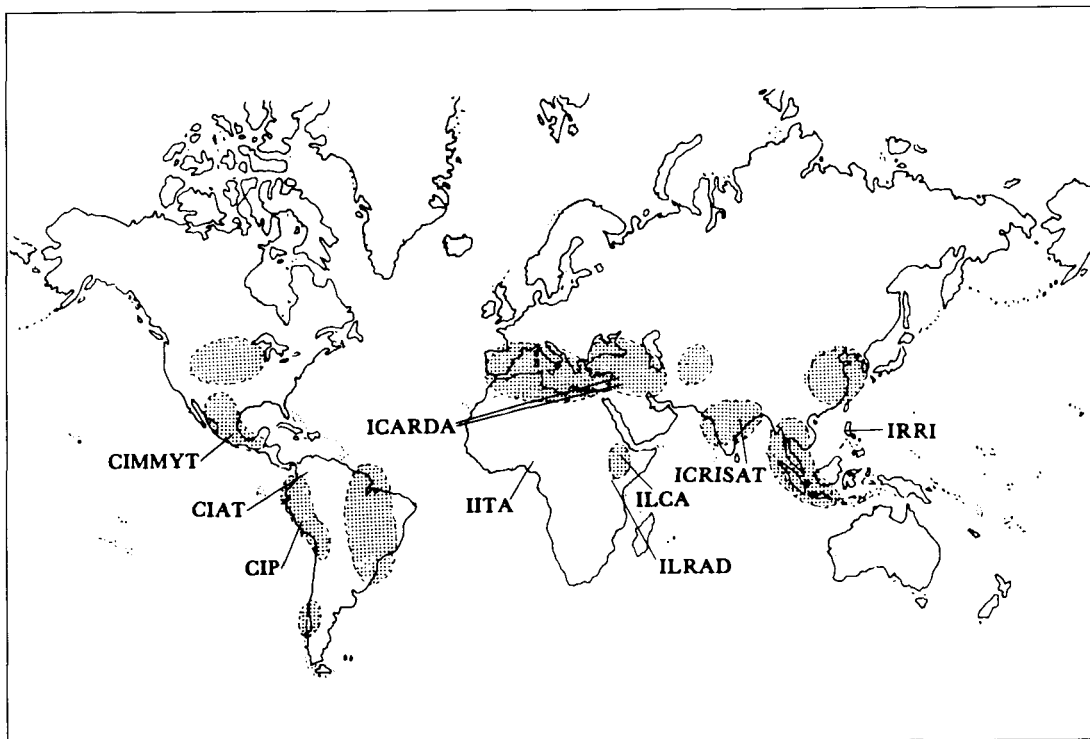 ICARDA
IRRI
CIMMYT
ICRISAT
CIAT
IITA
ILCA
CIP
ILRAD